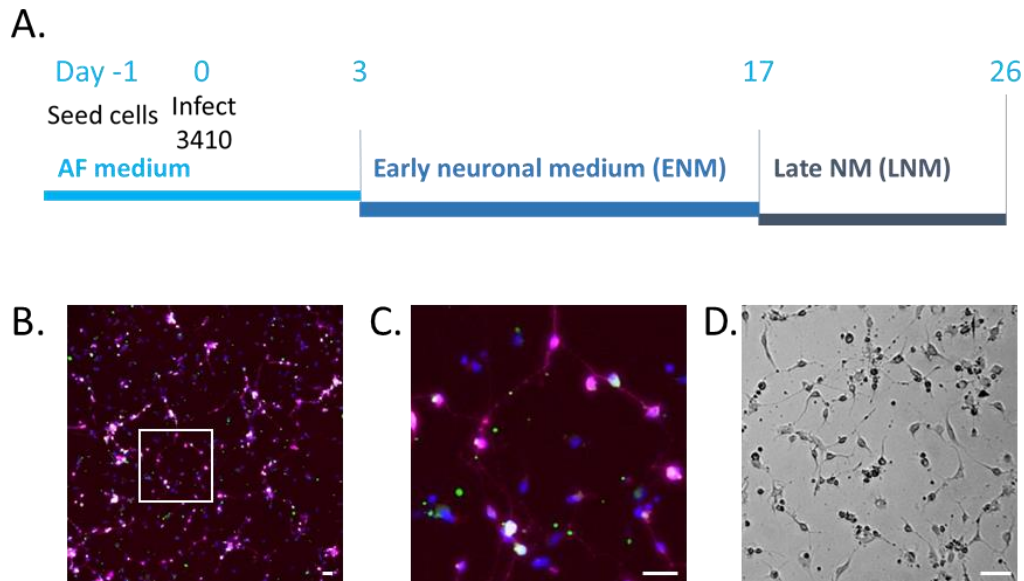 A.
Day -1 0 3 17 26
Seed cells Infect
3410
AF medium Early neuronal medium (ENM) Late NM (LNM)
B. C. D.